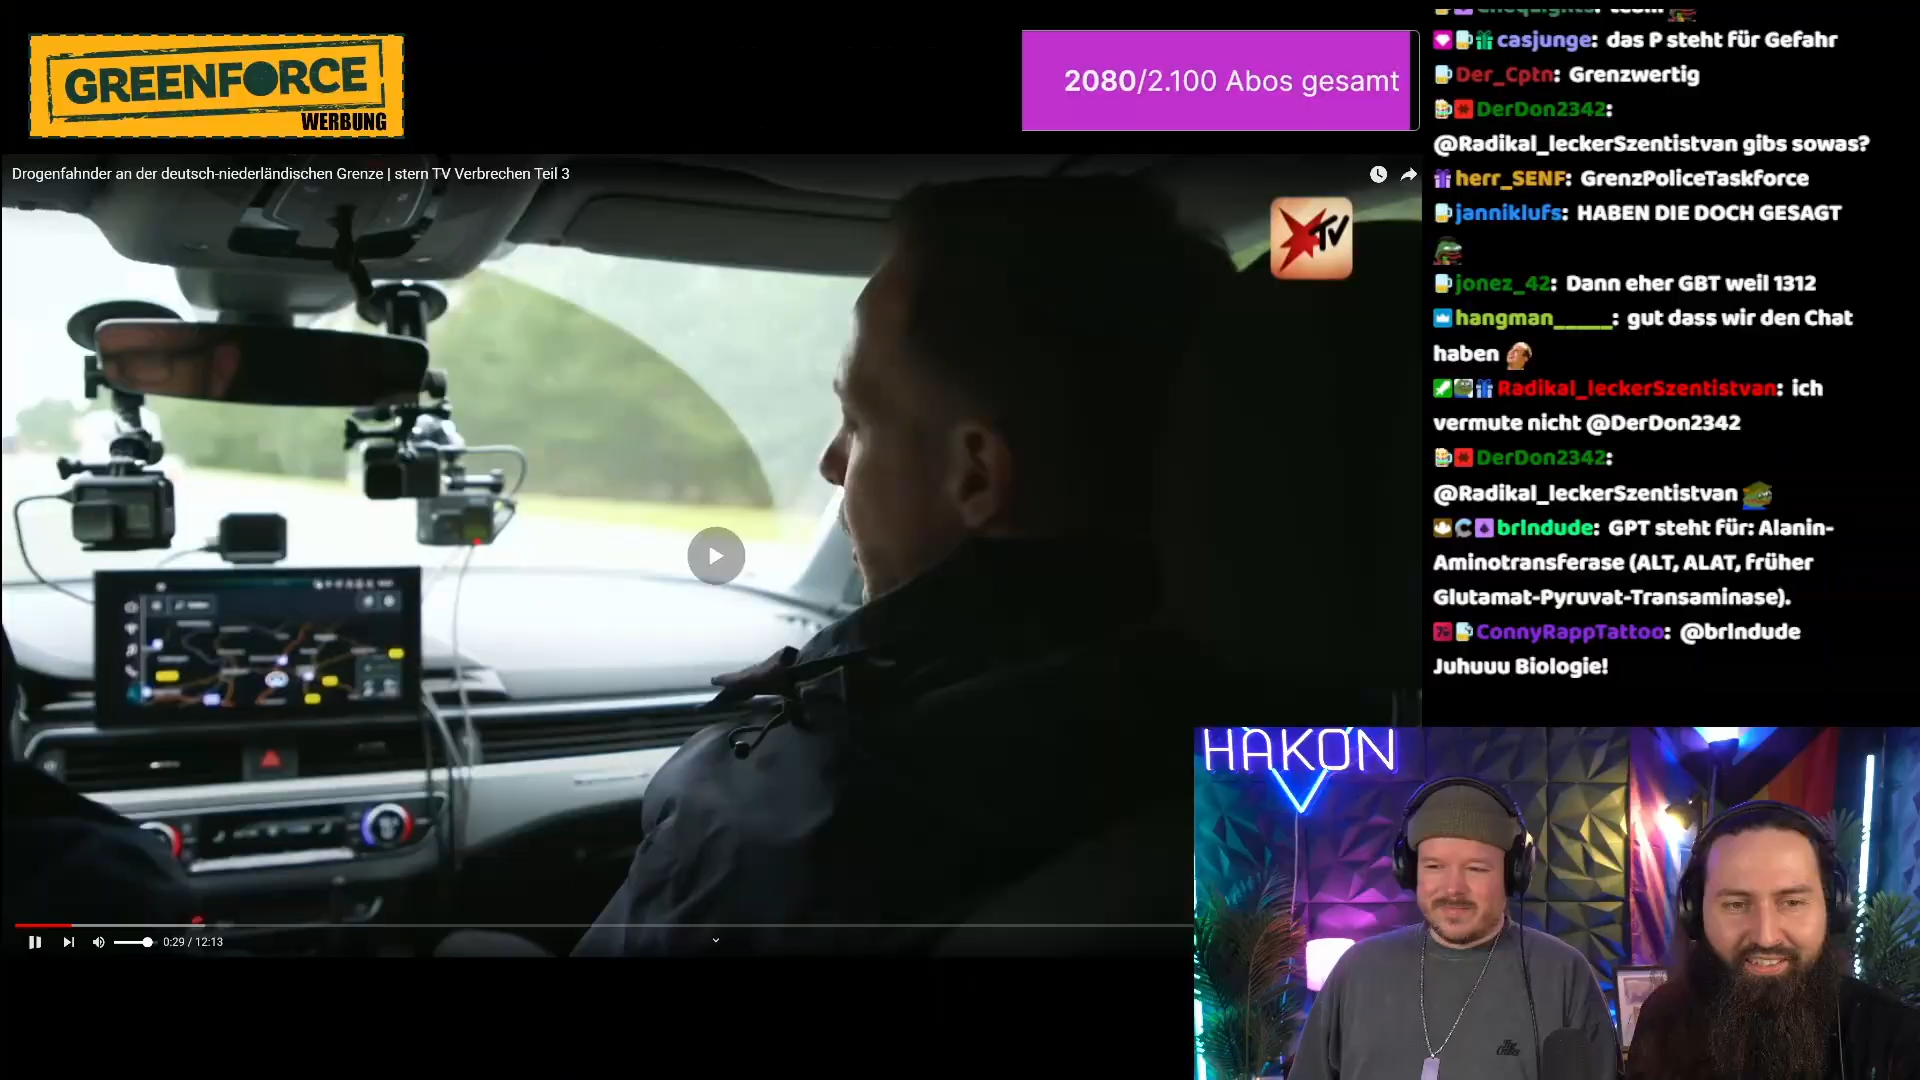 GREENFORCE
WERBUNG
2080/2.100 Abos gesamt
Drogenfahnder an der deutsch-niederländischen Grenze | stern TV Verbrechen Teil 3
TV
0:29 / 12:13
casjunge: das P steht für Gefahr
Der_Cptn: Grenzwertig
DerDon2342:
@Radikal_leckerSzentistvan gibs sowas?
herr_SENF: GrenzPoliceTaskforce
janniklufs: HABEN DIE DOCH GESAGT
jonez_42: Dann eher GBT weil 1312
hangman_____: gut dass wir den Chat
haben
Radikal_leckerSzentistvan: ich
vermute nicht @DerDon2342
DerDon2342:
@Radikal_leckerSzentistvan
brlndude: GPT steht für: Alanin-
Aminotransferase (ALT, ALAT, früher
Glutamat-Pyruvat-Transaminase).
ConnyRappTattoo: @brlndude
Juhuuu Biologie!
HAKON